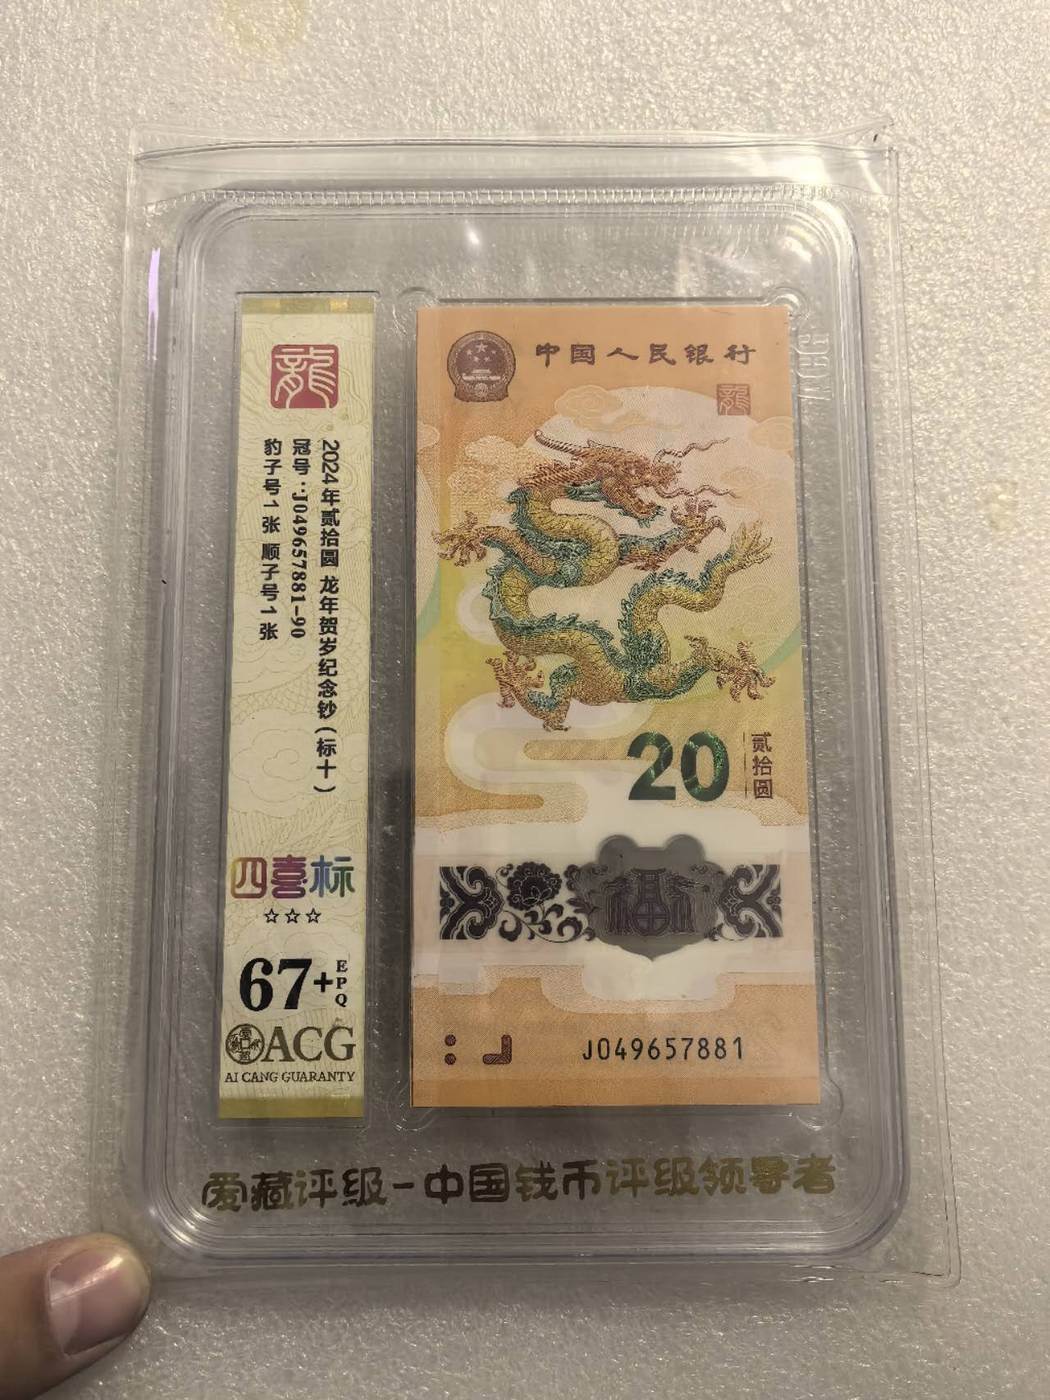 龍
2024年贰拾圆 龙年贺岁纪念钞(标十)
冠号:J049657881-90
豹子号1张 顺子号1张
四喜标
☆☆☆
67+EPQ
ACG
AI CANG GUARANTY
中国人民银行
龍
20
贰拾圆
福
J049657881
爱藏评级-中国钱币评级领导者